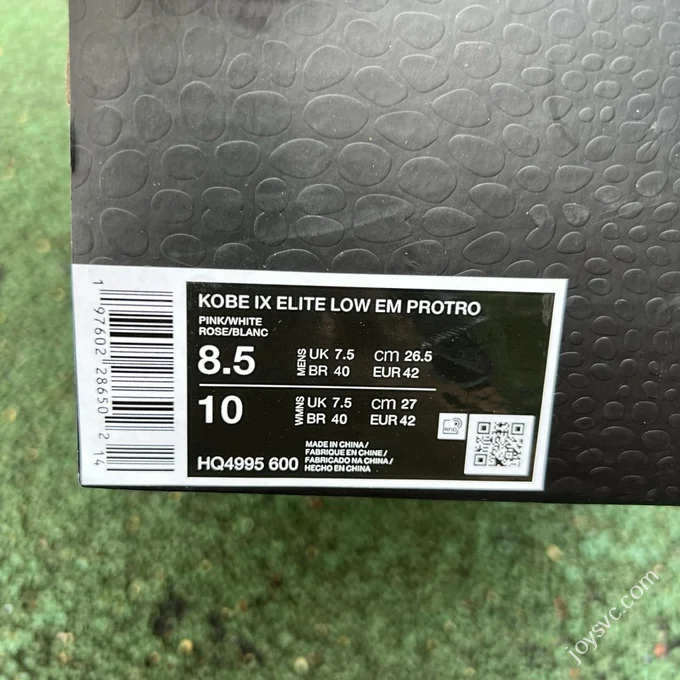 KOBE IX ELITE LOW EM PROTRO
PINK/WHITE
ROSE/BLANC
8.5 MENS UK 7.5 cm 26.5
BR 40 EUR 42
10 WMNS UK 7.5 cm 27
BR 40 EUR 42
RFID
MADE IN CHINA/
FABRIQUE EN CHINE/
FABRICADO NA CHINA/
HQ4995 600 HECHO EN CHINA
1 97602 28650 2 14
joysvc.com